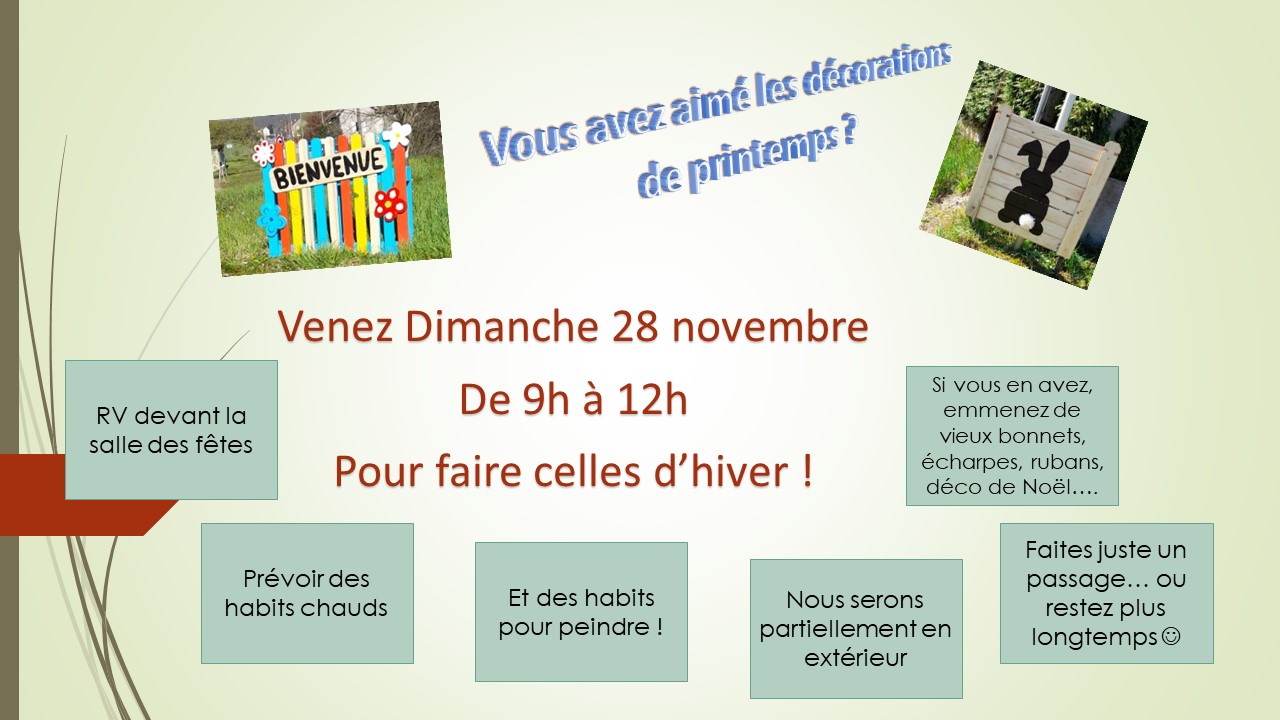 Vous avez aimé les décorations
de printemps ?
BIENVENUE
Venez Dimanche 28 novembre
De 9h à 12h
Pour faire celles d’hiver !
RV devant la
salle des fêtes
Si vous en avez,
emmenez de
vieux bonnets,
écharpes, rubans,
déco de Noël….
Prévoir des
habits chauds
Et des habits
pour peindre !
Nous serons
partiellement en
extérieur
Faites juste un
passage… ou
restez plus
longtemps☺